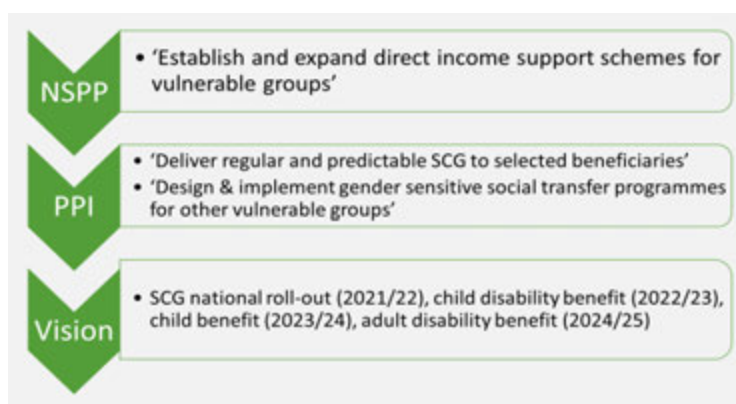 NSPP
• 'Establish and expand direct income support schemes for
vulnerable groups'
PPI
• 'Deliver regular and predictable SCG to selected beneficiaries'
• 'Design & implement gender sensitive social transfer programmes
for other vulnerable groups'
Vision
• SCG national roll-out (2021/22), child disability benefit (2022/23),
child benefit (2023/24), adult disability benefit (2024/25)